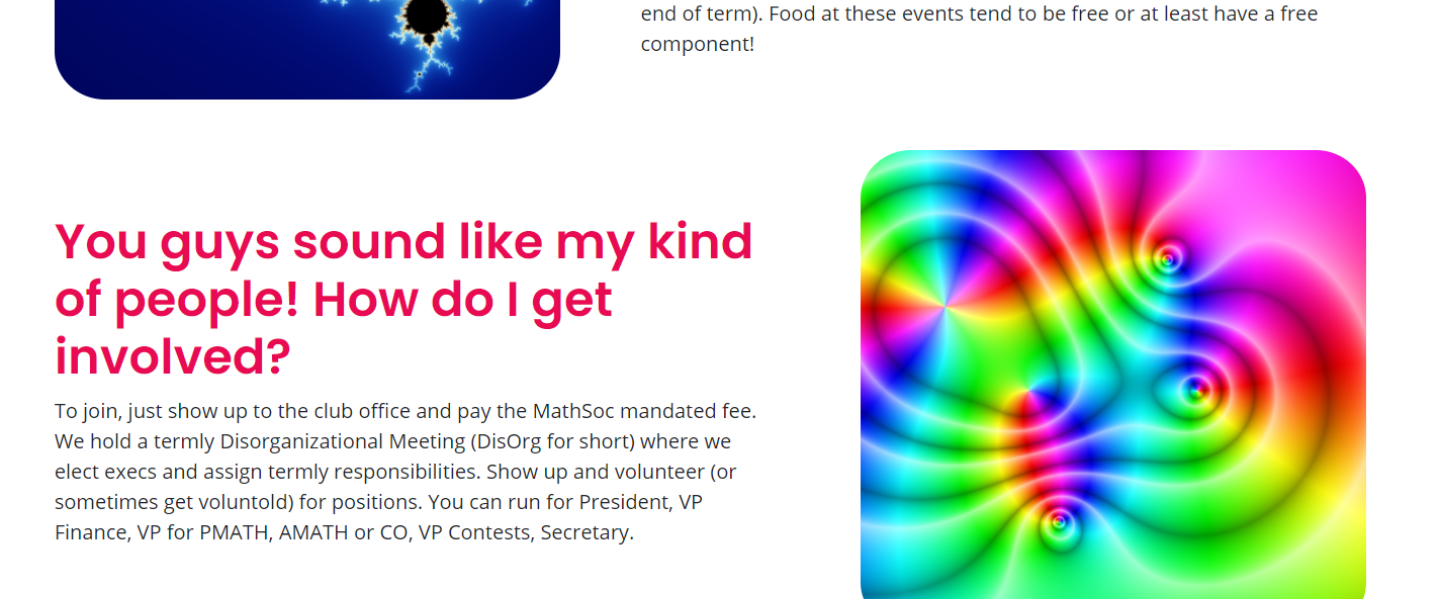 end of term). Food at these events tend to be free or at least have a free
component!
You guys sound like my kind
of people! How do I get
involved?
To join, just show up to the club office and pay the MathSoc mandated fee.
We hold a termly Disorganizational Meeting (DisOrg for short) where we
elect execs and assign termly responsibilities. Show up and volunteer (or
sometimes get voluntold) for positions. You can run for President, VP
Finance, VP for PMATH, AMATH or CO, VP Contests, Secretary.